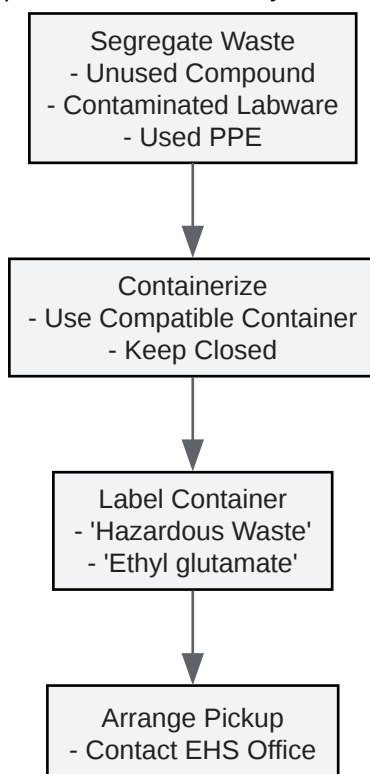 Segregate Waste
- Unused Compound
- Contaminated Labware
- Used PPE
Containerize
- Use Compatible Container
- Keep Closed
Label Container
- 'Hazardous Waste'
- 'Ethyl glutamate'
Arrange Pickup
- Contact EHS Office